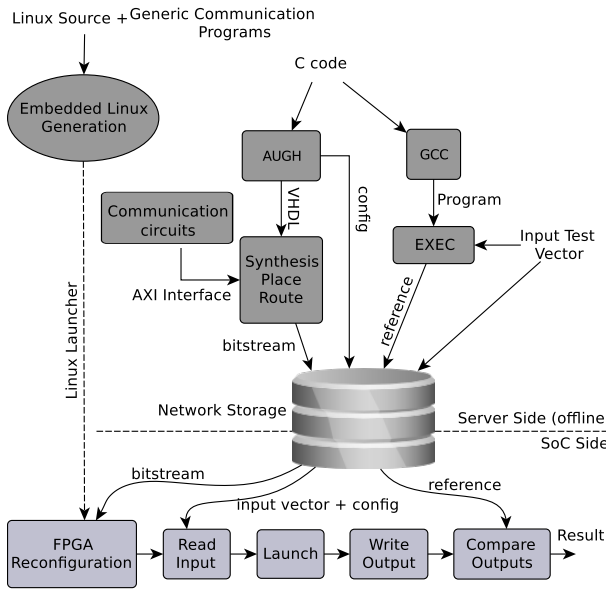 Linux Source +
Generic Communication
Programs
C code
Embedded Linux
Generation
AUGH
GCC
VHDL
config
Program
Communication
circuits
EXEC
Input Test
Vector
Synthesis
Place
Route
AXI Interface
Linux Launcher
reference
bitstream
Network Storage
Server Side (offline
SoC Side
bitstream
input vector + config
reference
FPGA
Reconfiguration
Read
Input
Launch
Write
Output
Compare
Outputs
Result